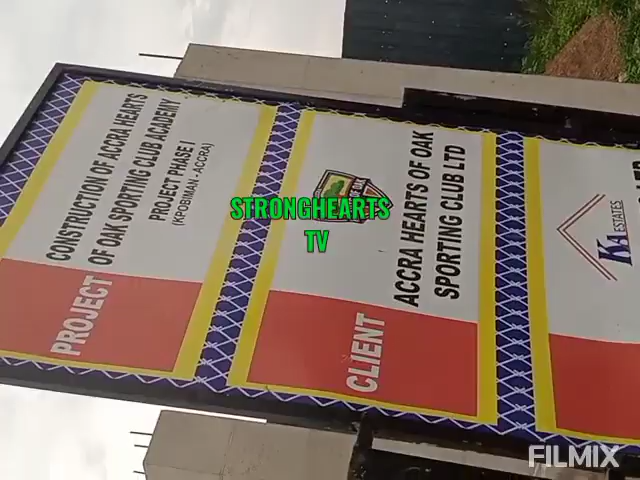 PROJECT
CONSTRUCTION OF ACCRA HEARTS
OF OAK SPORTING CLUB ACADEMY
PROJECT PHASE I
(KPOBIMAN - ACCRA)
CLIENT
ACCRA HEARTS OF OAK
SPORTING CLUB LTD
KA
ESTATES
STRONGHEARTS
TV
FILMIX